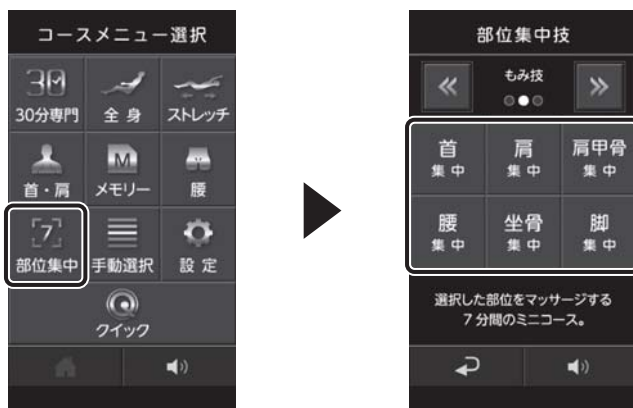 コースメニュー選択
30
30分専門
全 身
ストレッチ
首・肩
M
メモリー
腰
7
部位集中
手動選択
設 定
クイック
部位集中技
もみ技
首
集 中
肩
集 中
肩甲骨
集 中
腰
集 中
坐骨
集 中
脚
集 中
選択した部位をマッサージする
7分間のミニコース。